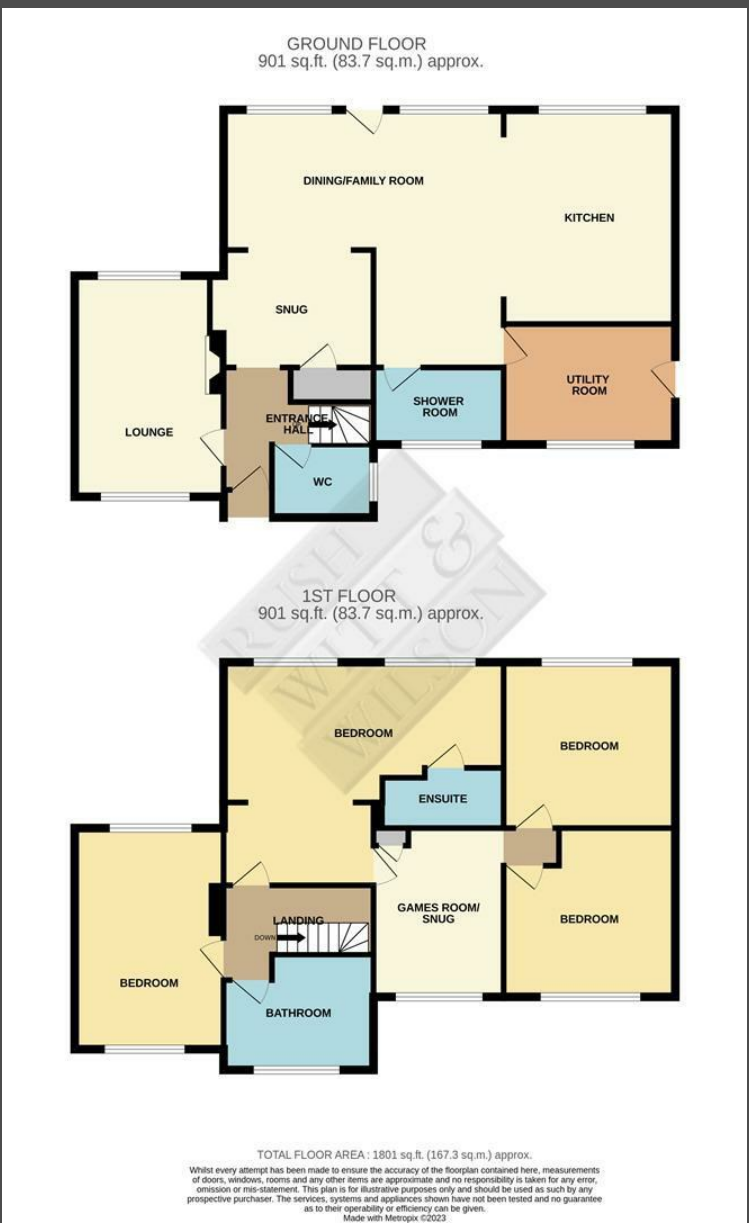 GROUND FLOOR
901 sq.ft. (83.7 sq.m.) approx.
DINING/FAMILY ROOM
KITCHEN
SNUG
UTILITY
ROOM
SHOWER
ROOM
ENTRANCE
HALL
LOUNGE
WC
RUSH
WITT &
WILSON
1ST FLOOR
901 sq.ft. (83.7 sq.m.) approx.
BEDROOM
BEDROOM
ENSUITE
GAMES ROOM/
SNUG
BEDROOM
LANDING
DOWN
BEDROOM
BATHROOM
TOTAL FLOOR AREA : 1801 sq.ft. (167.3 sq.m.) approx.
Whilst every attempt has been made to ensure the accuracy of the floorplan contained here, measurements
of doors, windows, rooms and any other items are approximate and no responsibility is taken for any error,
omission or mis-statement. This plan is for illustrative purposes only and should be used as such by any
prospective purchaser. The services, systems and appliances shown have not been tested and no guarantee
as to their operability or efficiency can be given.
Made with Metropix ©2023